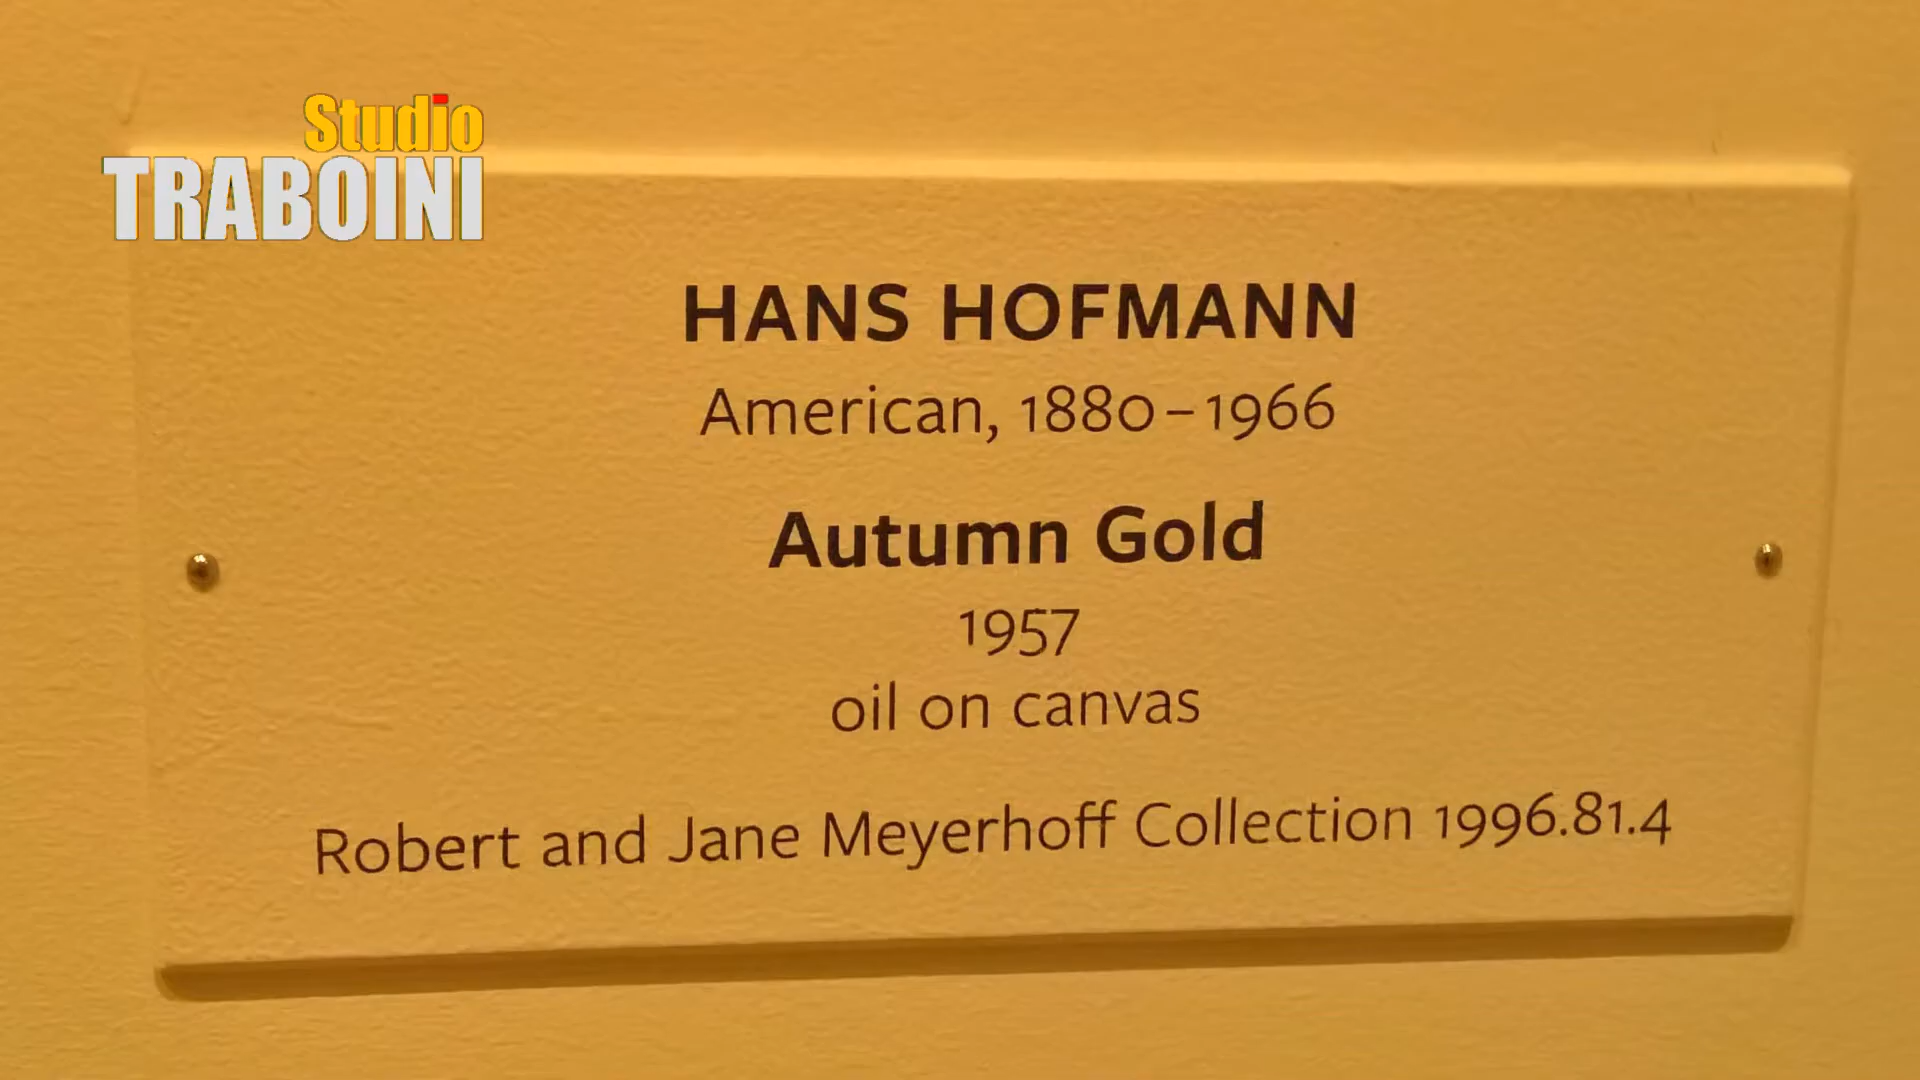 Studio
TRABOINI
HANS HOFMANN
American, 1880–1966
Autumn Gold
1957
oil on canvas
Robert and Jane Meyerhoff Collection 1996.81.4